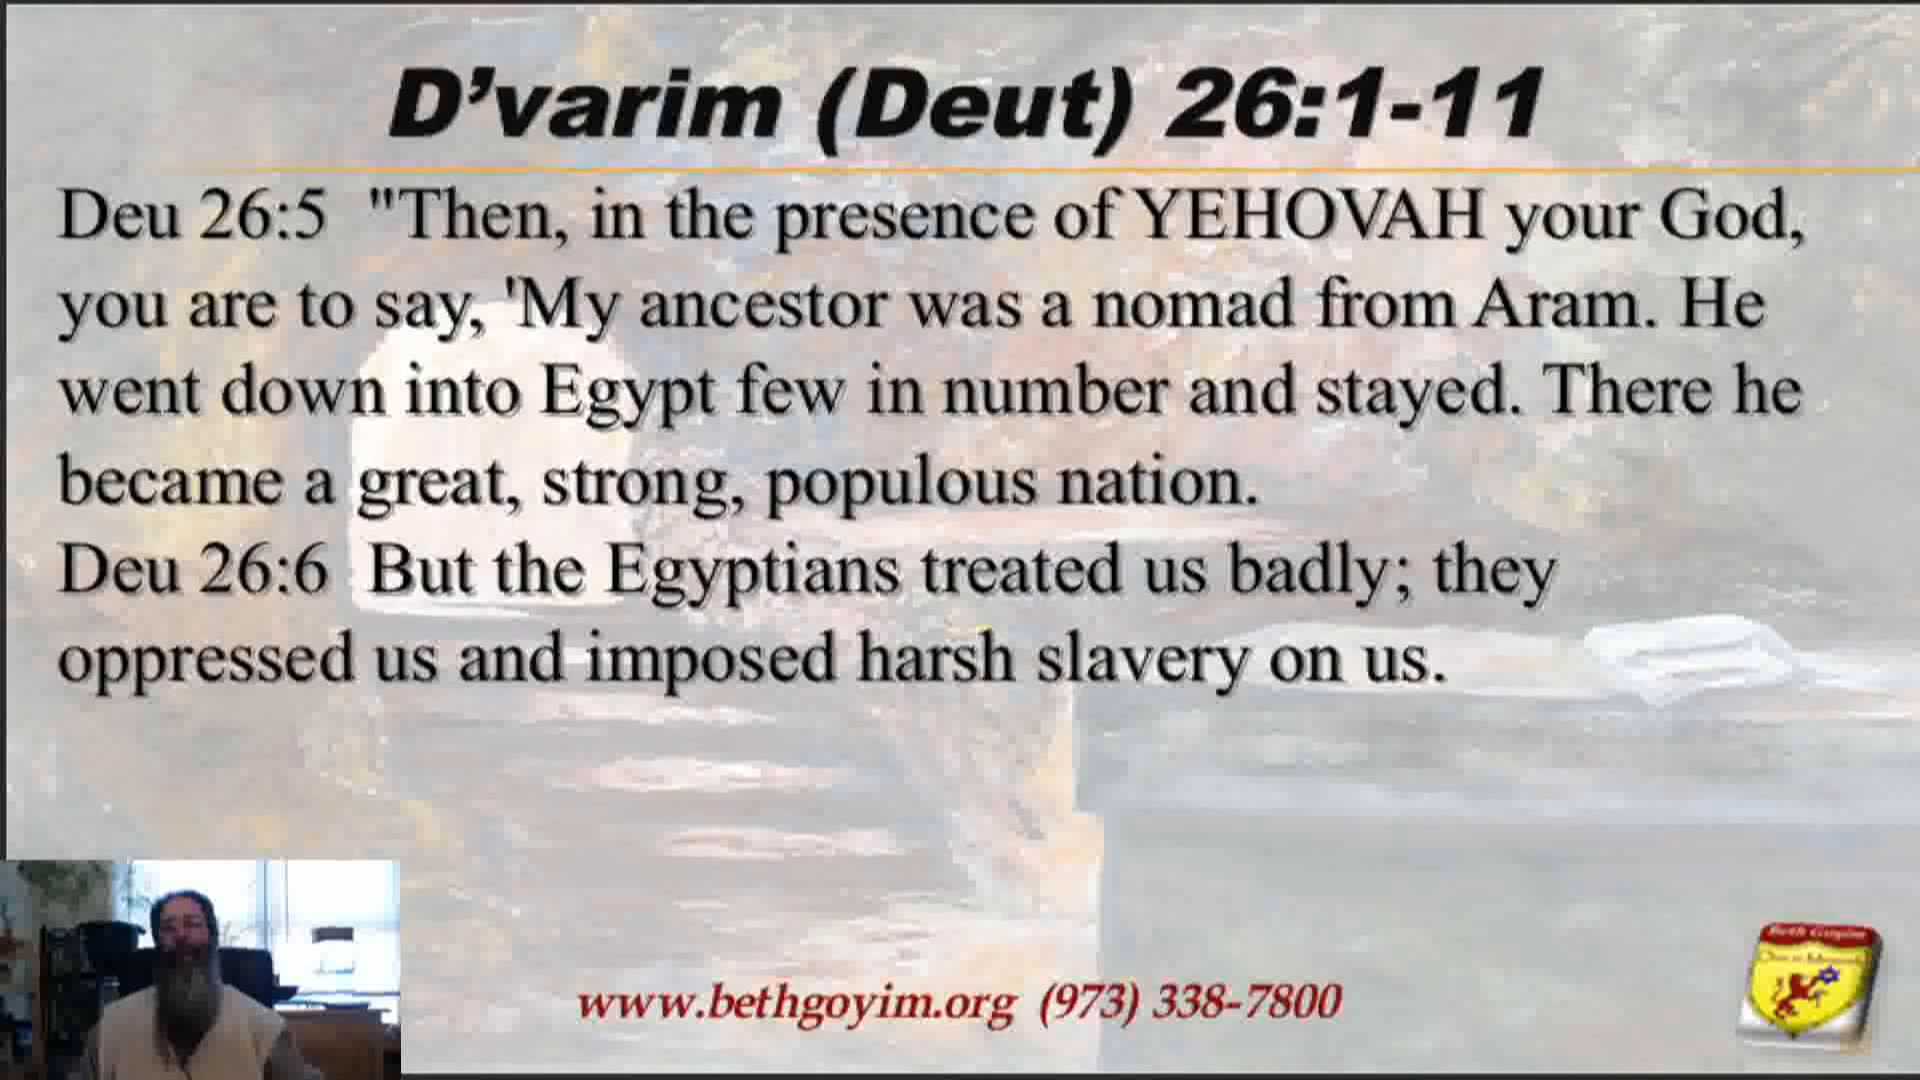 D’varim (Deut) 26:1-11
Deu 26:5 "Then, in the presence of YEHOVAH your God,
you are to say, 'My ancestor was a nomad from Aram. He
went down into Egypt few in number and stayed. There he
became a great, strong, populous nation.
Deu 26:6 But the Egyptians treated us badly; they
oppressed us and imposed harsh slavery on us.
www.bethgoyim.org (973) 338-7800
Beth Goyim